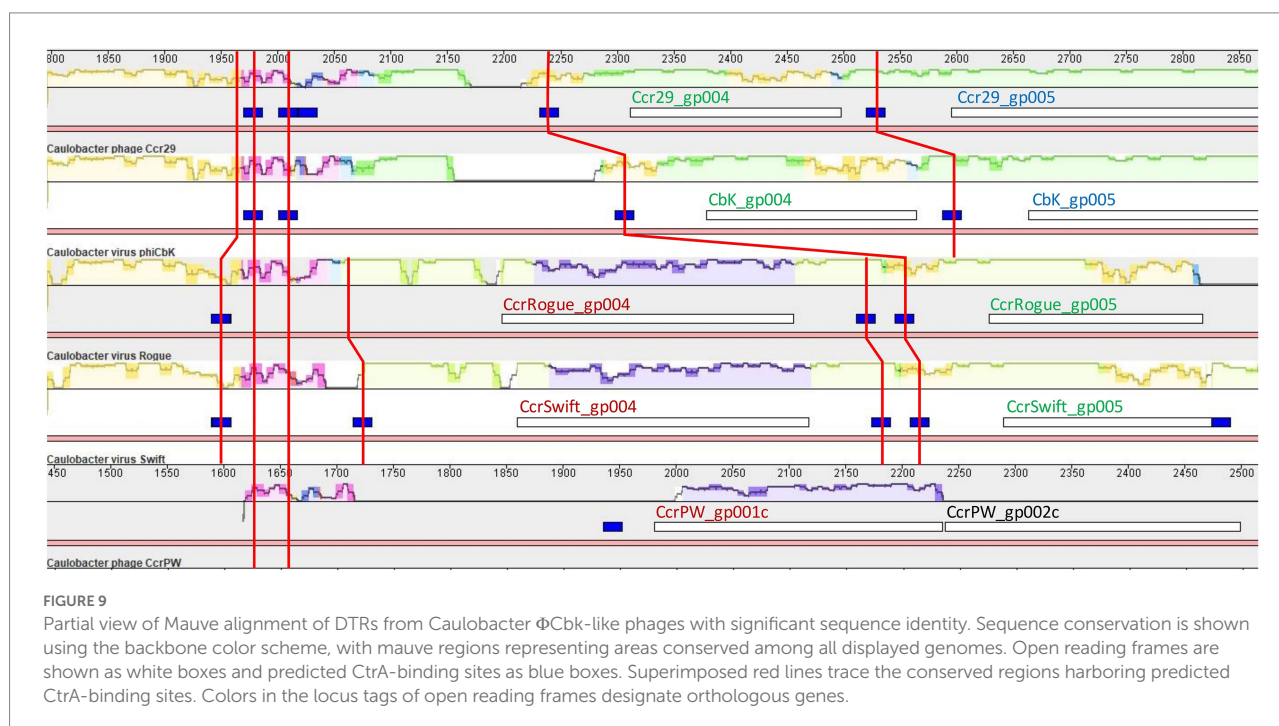 800 1850 1900 1950 2000 2050 2100 2150 2200 2250 2300 2350 2400 2450 2500 2550 2600 2650 2700 2750 2800 2850
Ccr29_gp004 Ccr29_gp005
Caulobacter phage Ccr29
CbK_gp004 CbK_gp005
Caulobacter virus phiCbK
CcrRogue_gp004 CcrRogue_gp005
Caulobacter virus Rogue
CcrSwift_gp004 CcrSwift_gp005
Caulobacter virus Swift
450 1500 1550 1600 1650 1700 1750 1800 1850 1900 1950 2000 2050 2100 2150 2200 2250 2300 2350 2400 2450 2500
CcrPW_gp001c CcrPW_gp002c
Caulobacter phage CcrPW
FIGURE 9
Partial view of Mauve alignment of DTRs from Caulobacter ΦCbk-like phages with significant sequence identity. Sequence conservation is shown
using the backbone color scheme, with mauve regions representing areas conserved among all displayed genomes. Open reading frames are
shown as white boxes and predicted CtrA-binding sites as blue boxes. Superimposed red lines trace the conserved regions harboring predicted
CtrA-binding sites. Colors in the locus tags of open reading frames designate orthologous genes.